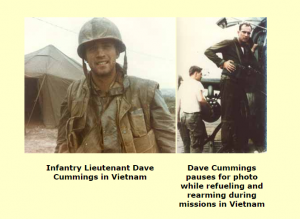 Infantry Lieutenant Dave
Cummings in Vietnam
Dave Cummings
pauses for photo
while refueling and
rearming during
missions in Vietnam